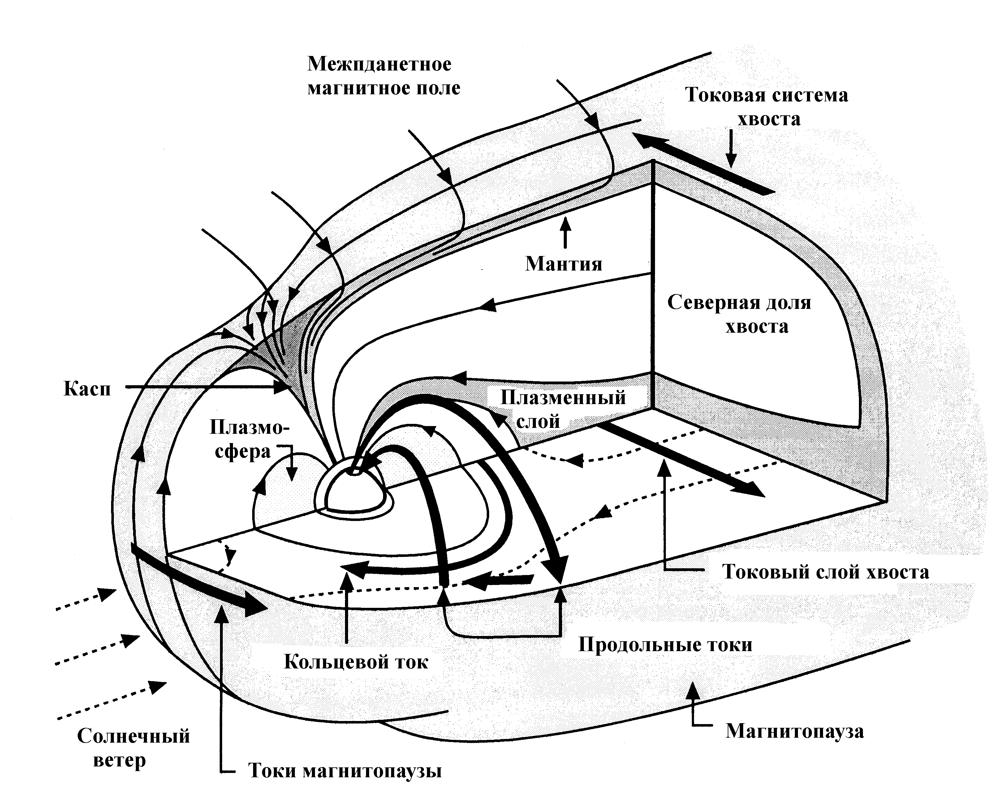 Межпданетное
магнитное поле
Токовая система
хвоста
Мантия
Северная доля
хвоста
Касп
Плазменный
слой
Плазмо-
сфера
Токовый слой хвоста
Продольные токи
Кольцевой ток
Магнитопауза
Солнечный
ветер
Токи магнитопаузы